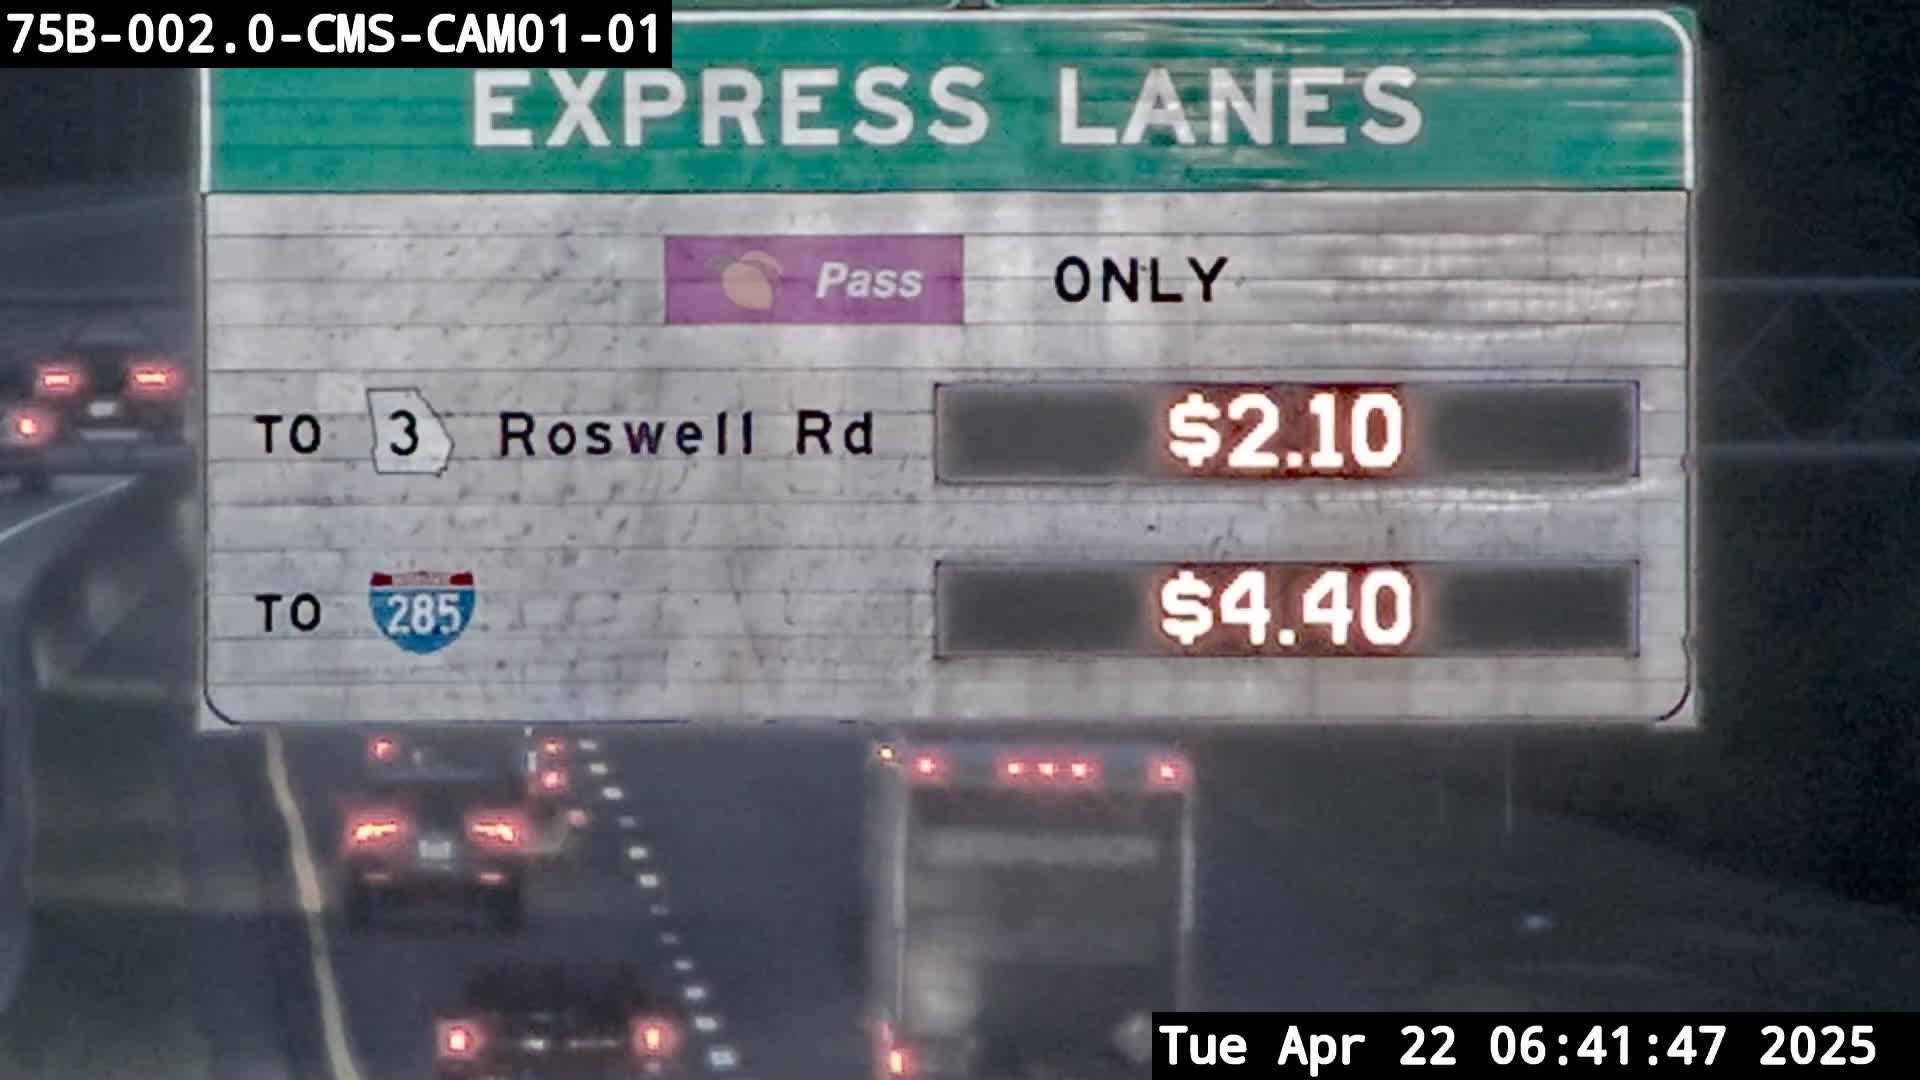 75B-002.0-CMS-CAM01-01
EXPRESS LANES
Pass ONLY
TO 3 Roswell Rd $2.10
TO 285 $4.40
Tue Apr 22 06:41:47 2025